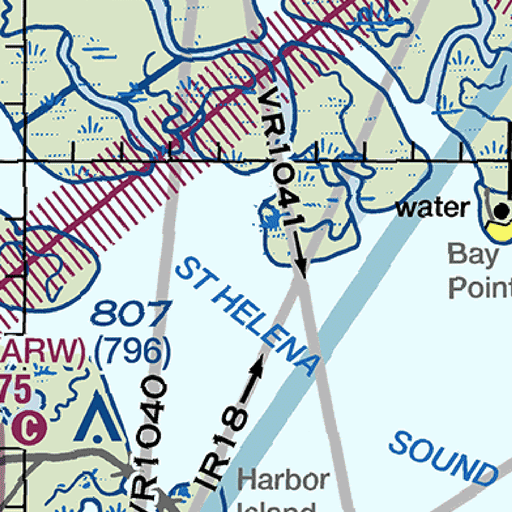 VR1041
water
Bay
Point
ST HELENA
807
(796)
ARW)
75
C
VR1040
IR18
SOUND
Harbor
Island